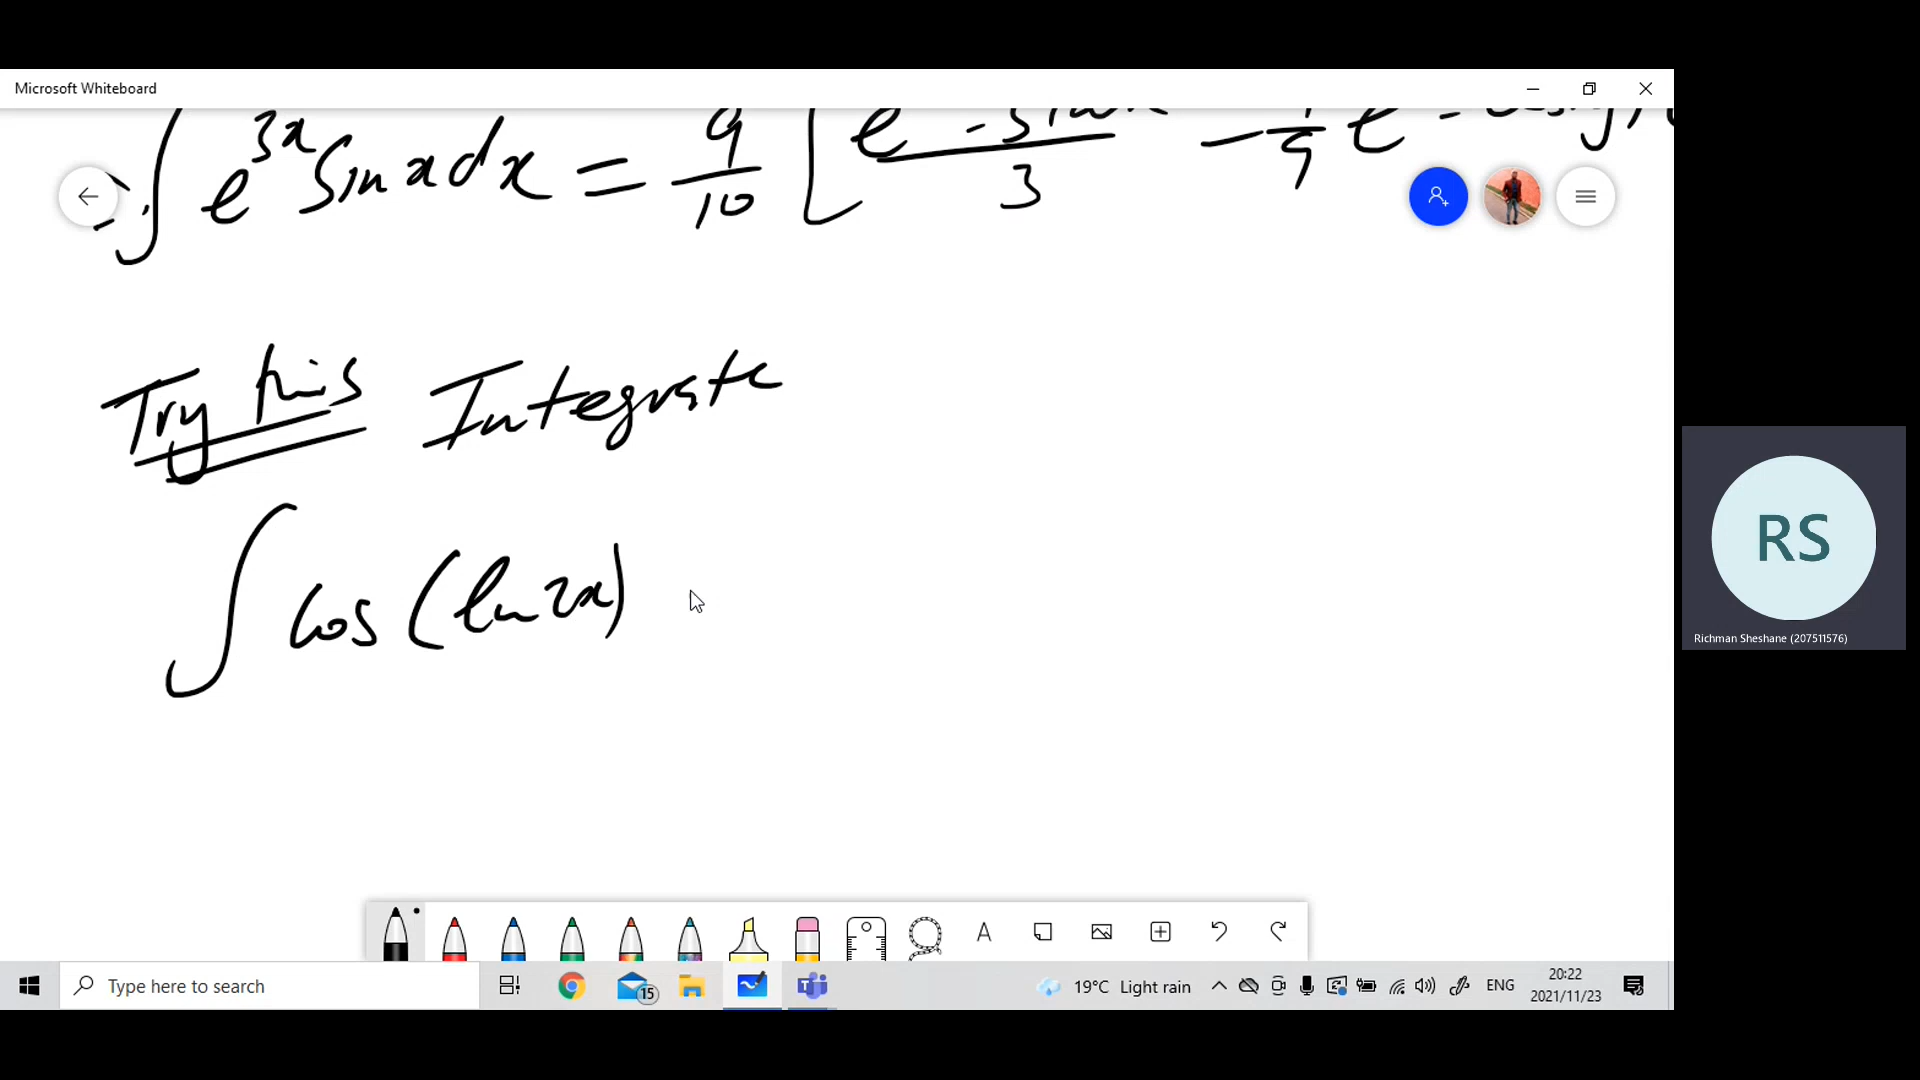 Microsoft Whiteboard
∫ e^{3x} Sin x dx = 9/10 [ e
3
Try this Integrate
∫ Cos (ln 2x)
RS
Richman Sheshane (207511576)
A
Type here to search
15
T
19°C Light rain
ENG
20:22
2021/11/23